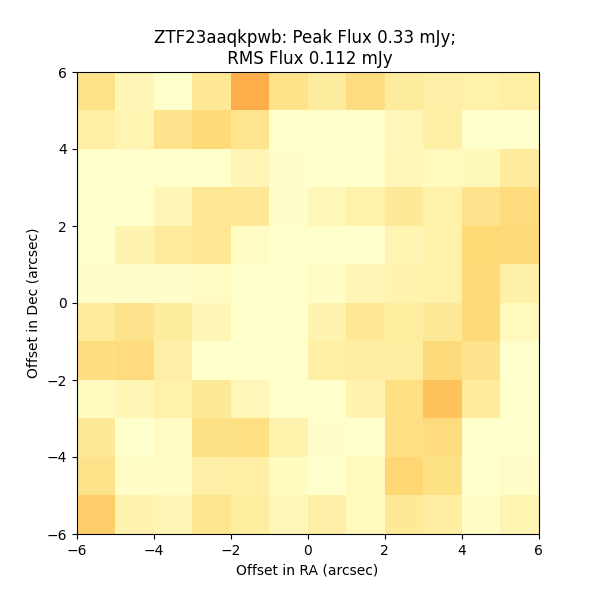 ZTF23aaqkpwb: Peak Flux 0.33 mJy;
RMS Flux 0.112 mJy
6
4
2
0
−2
−4
−6
Offset in Dec (arcsec)
−6 −4 −2 0 2 4 6
Offset in RA (arcsec)